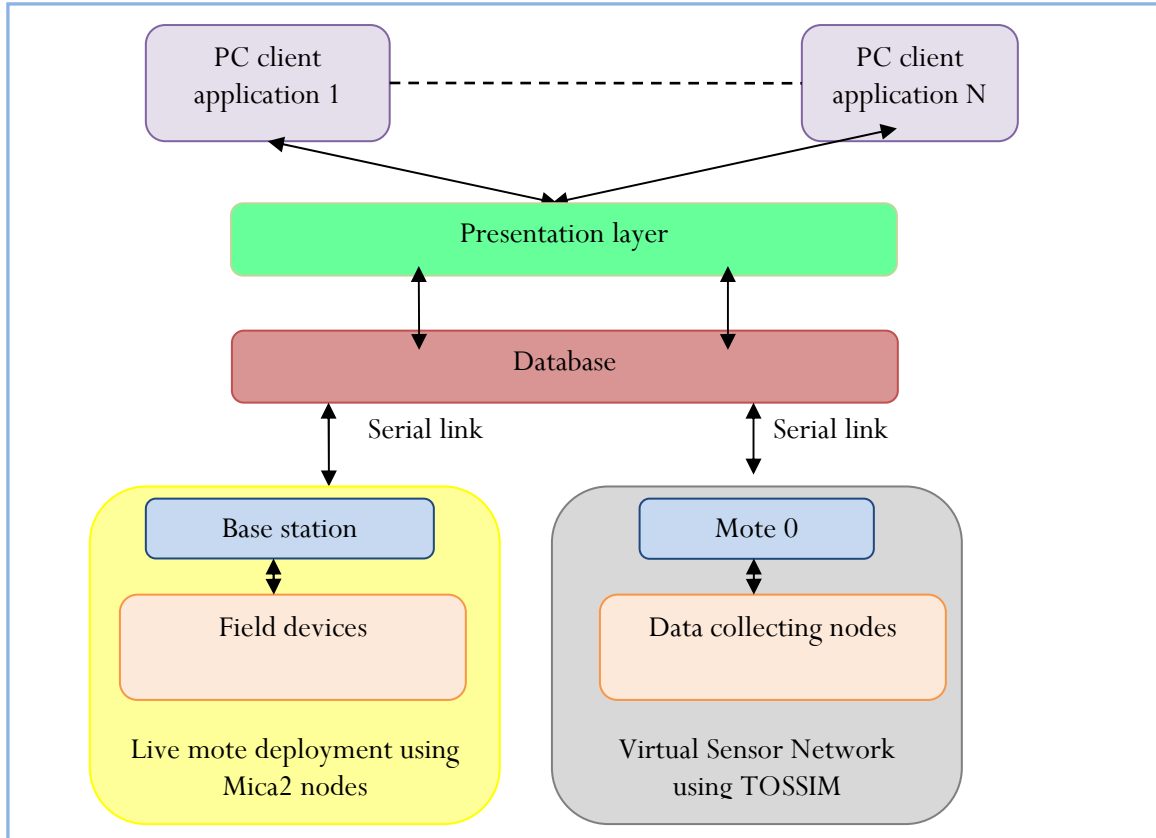 PC client
application 1
PC client
application N
Presentation layer
Database
Serial link
Serial link
Base station
Mote 0
Field devices
Data collecting nodes
Live mote deployment using
Mica2 nodes
Virtual Sensor Network
using TOSSIM